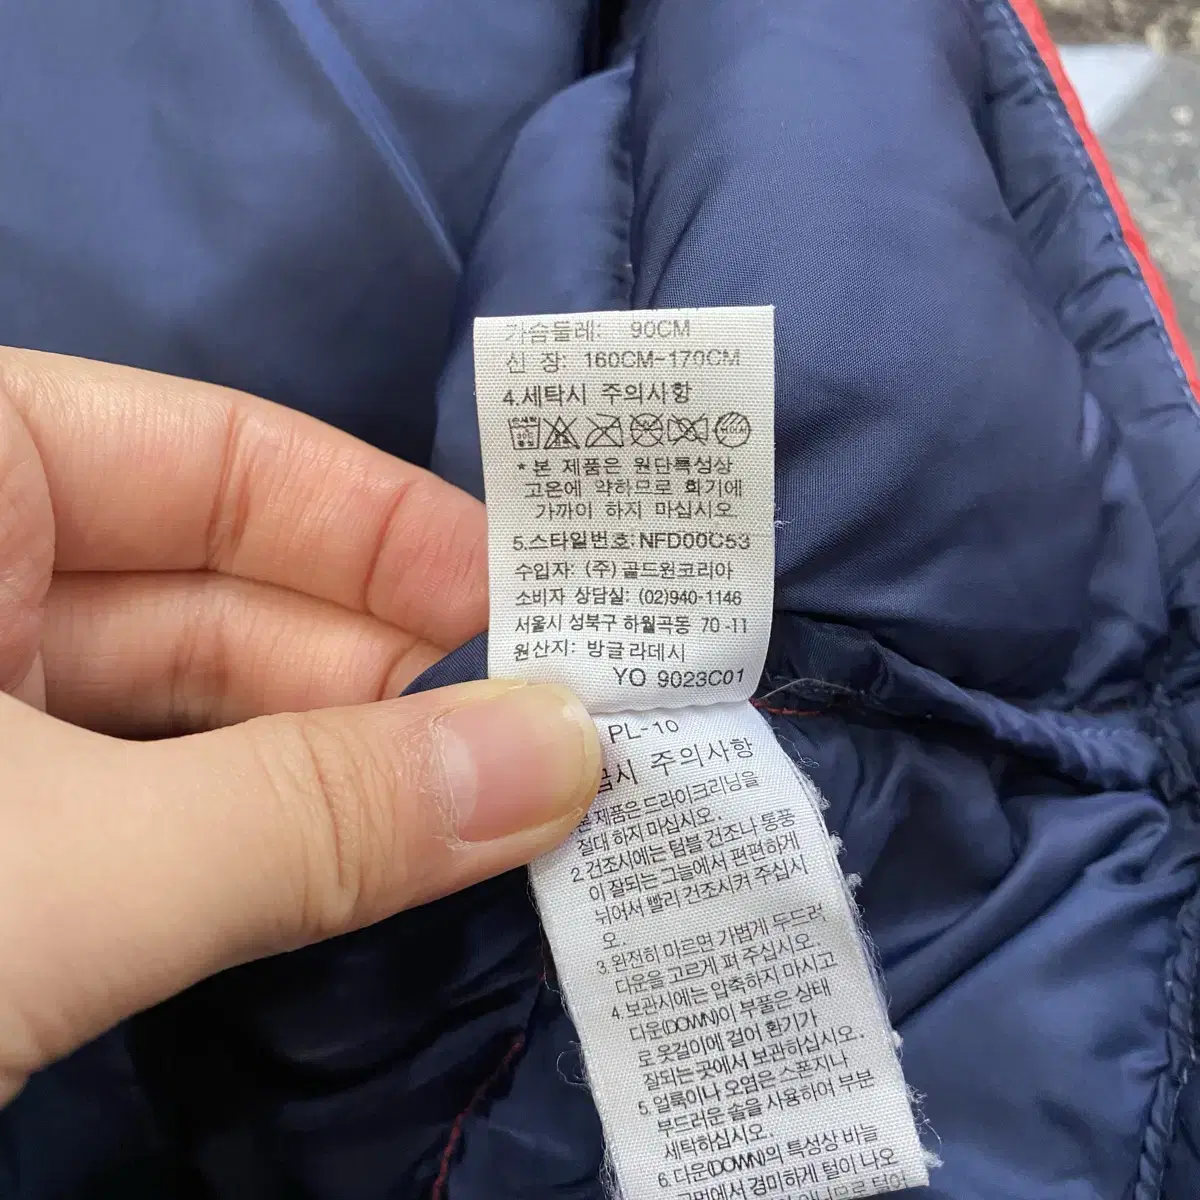 가슴둘레: 90CM
신 장: 160CM-170CM
4.세탁시 주의사항
* 본 제품은 원단특성상
고온에 약하므로 화기에
가까이 하지 마십시오
5.스타일번호: NFD00C53
수입자: (주)골드윈코리아
소비자 상담실: (02)940-1146
서울시 성북구 하월곡동 70-11
원산지: 방글라데시
YO 9023C01
PL-10
급시 주의사항
본 제품은 드라이크리닝을
절대 하지 마십시오.
2.건조시에는 텀블 건조나 통풍
이 잘되는 그늘에서 편편하게
뉘어서 빨리 건조시켜 주십시
오.
3.완전히 마르면 가볍게 두드려
다운을 고르게 펴 주십시오.
4.보관시에는 압축하지 마시고
다운(DOWN)이 부풀은 상태
로 옷걸이에 걸어 환기가
잘되는 곳에서 보관하십시오.
5.얼룩이나 오염은 스폰지나
부드러운 솔을 사용하여 부분
세탁하십시오.
6.다운(DOWN)의 특성상 바늘
구멍에서 경미하게 털이 나오